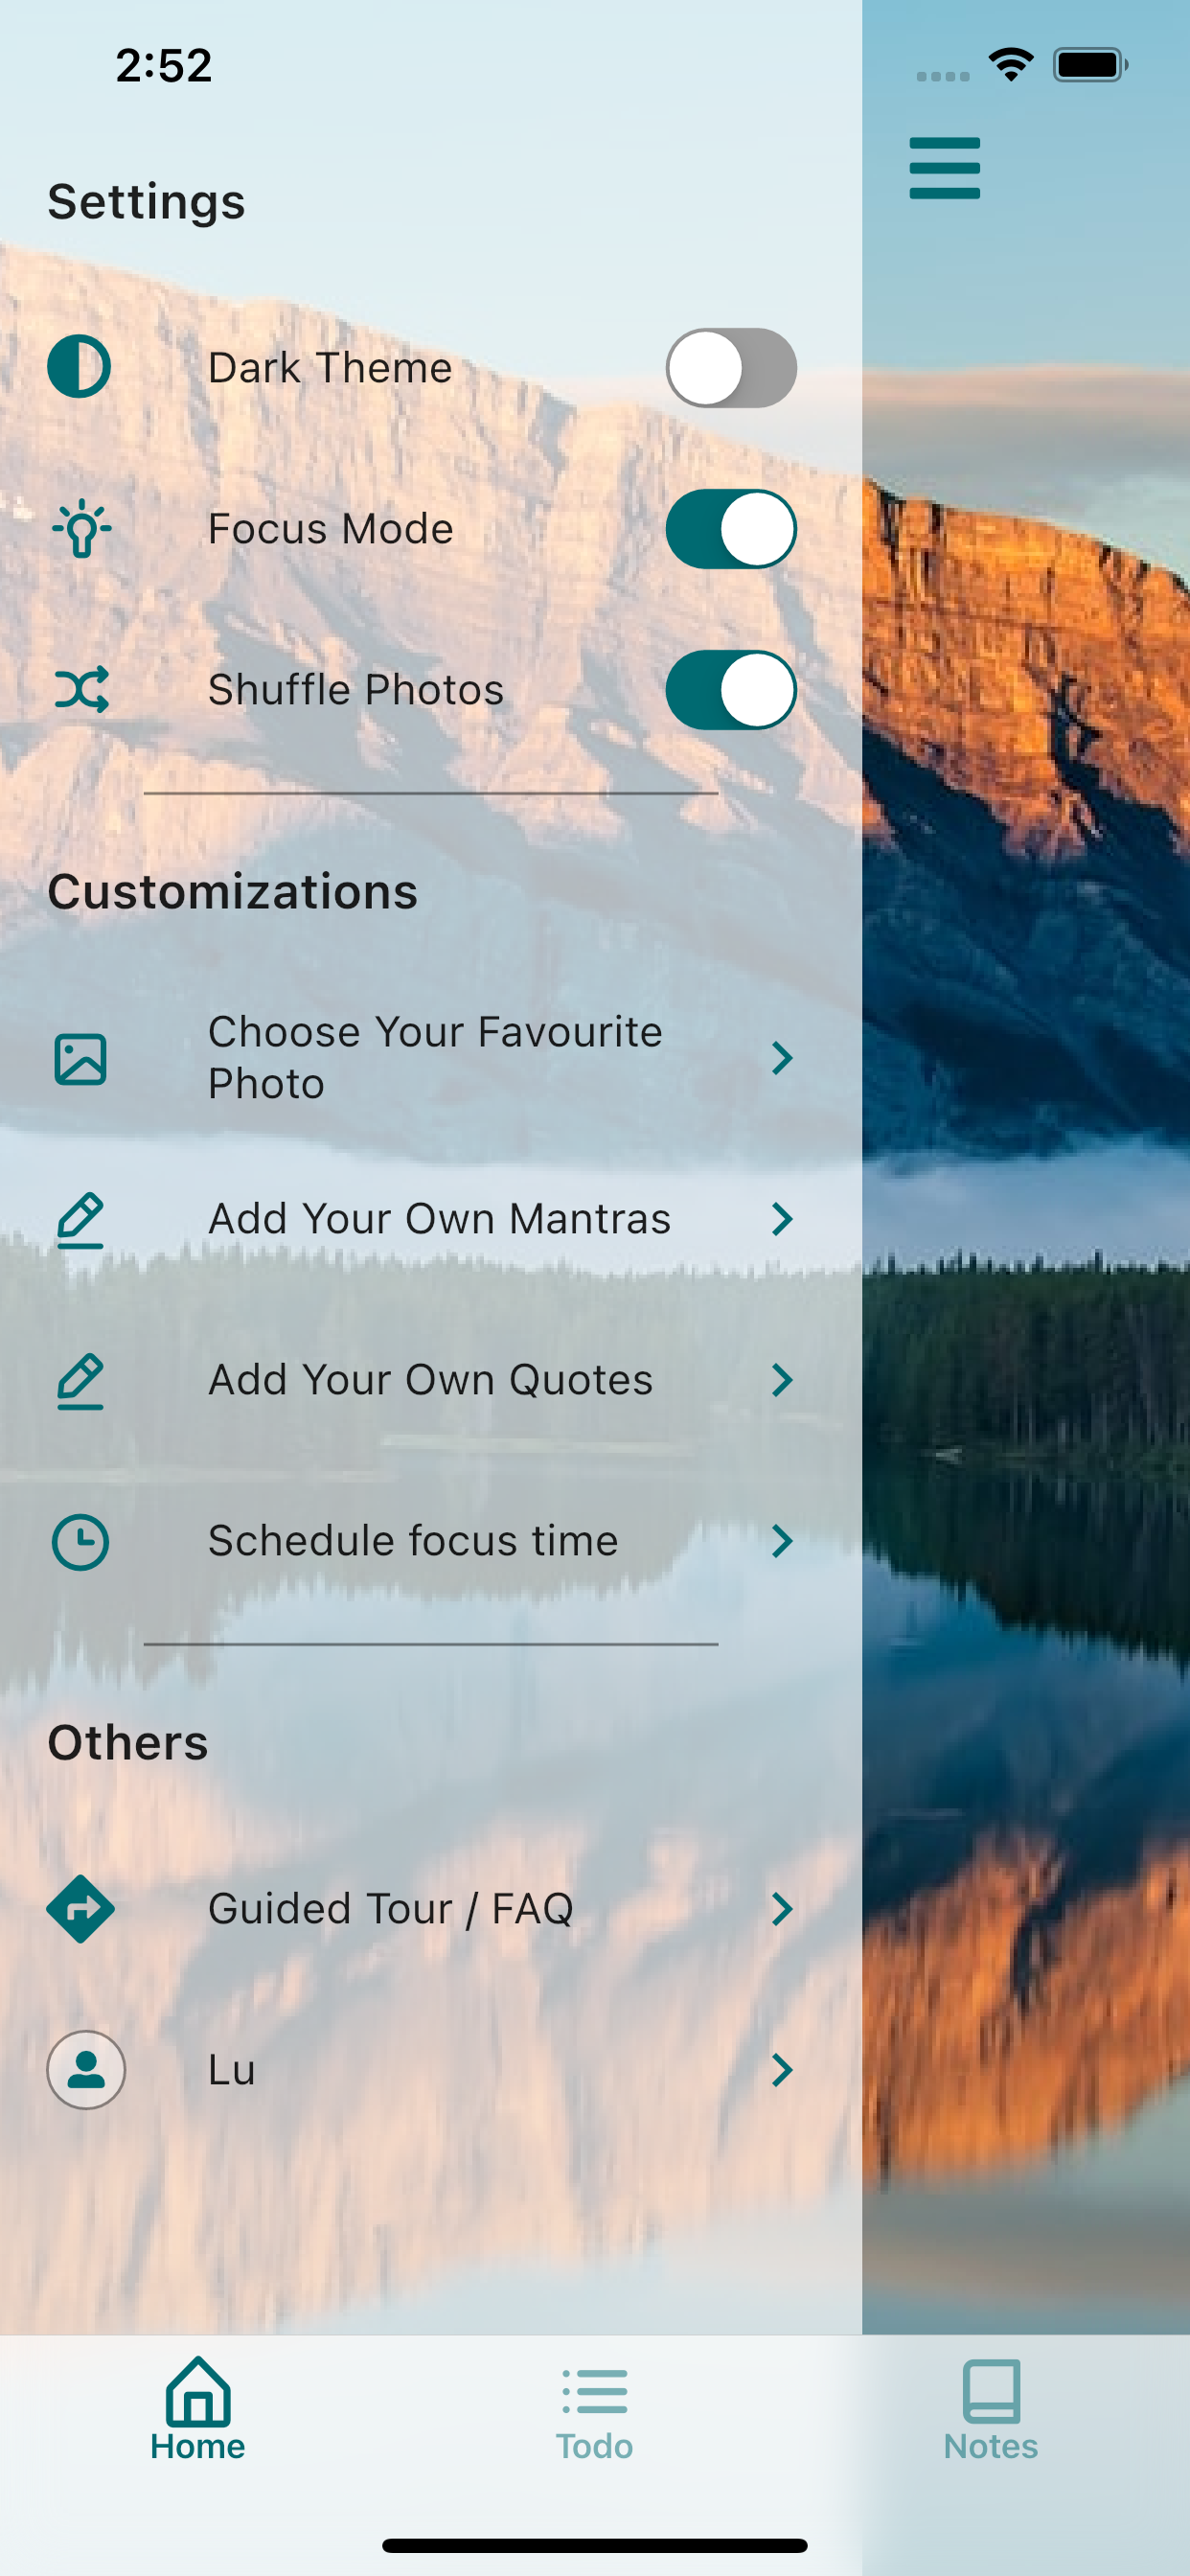 2:52
Settings
Dark Theme
Focus Mode
Shuffle Photos
Customizations
Choose Your Favourite
Photo
Add Your Own Mantras
Add Your Own Quotes
Schedule focus time
Others
Guided Tour / FAQ
Lu
Home
Todo
Notes